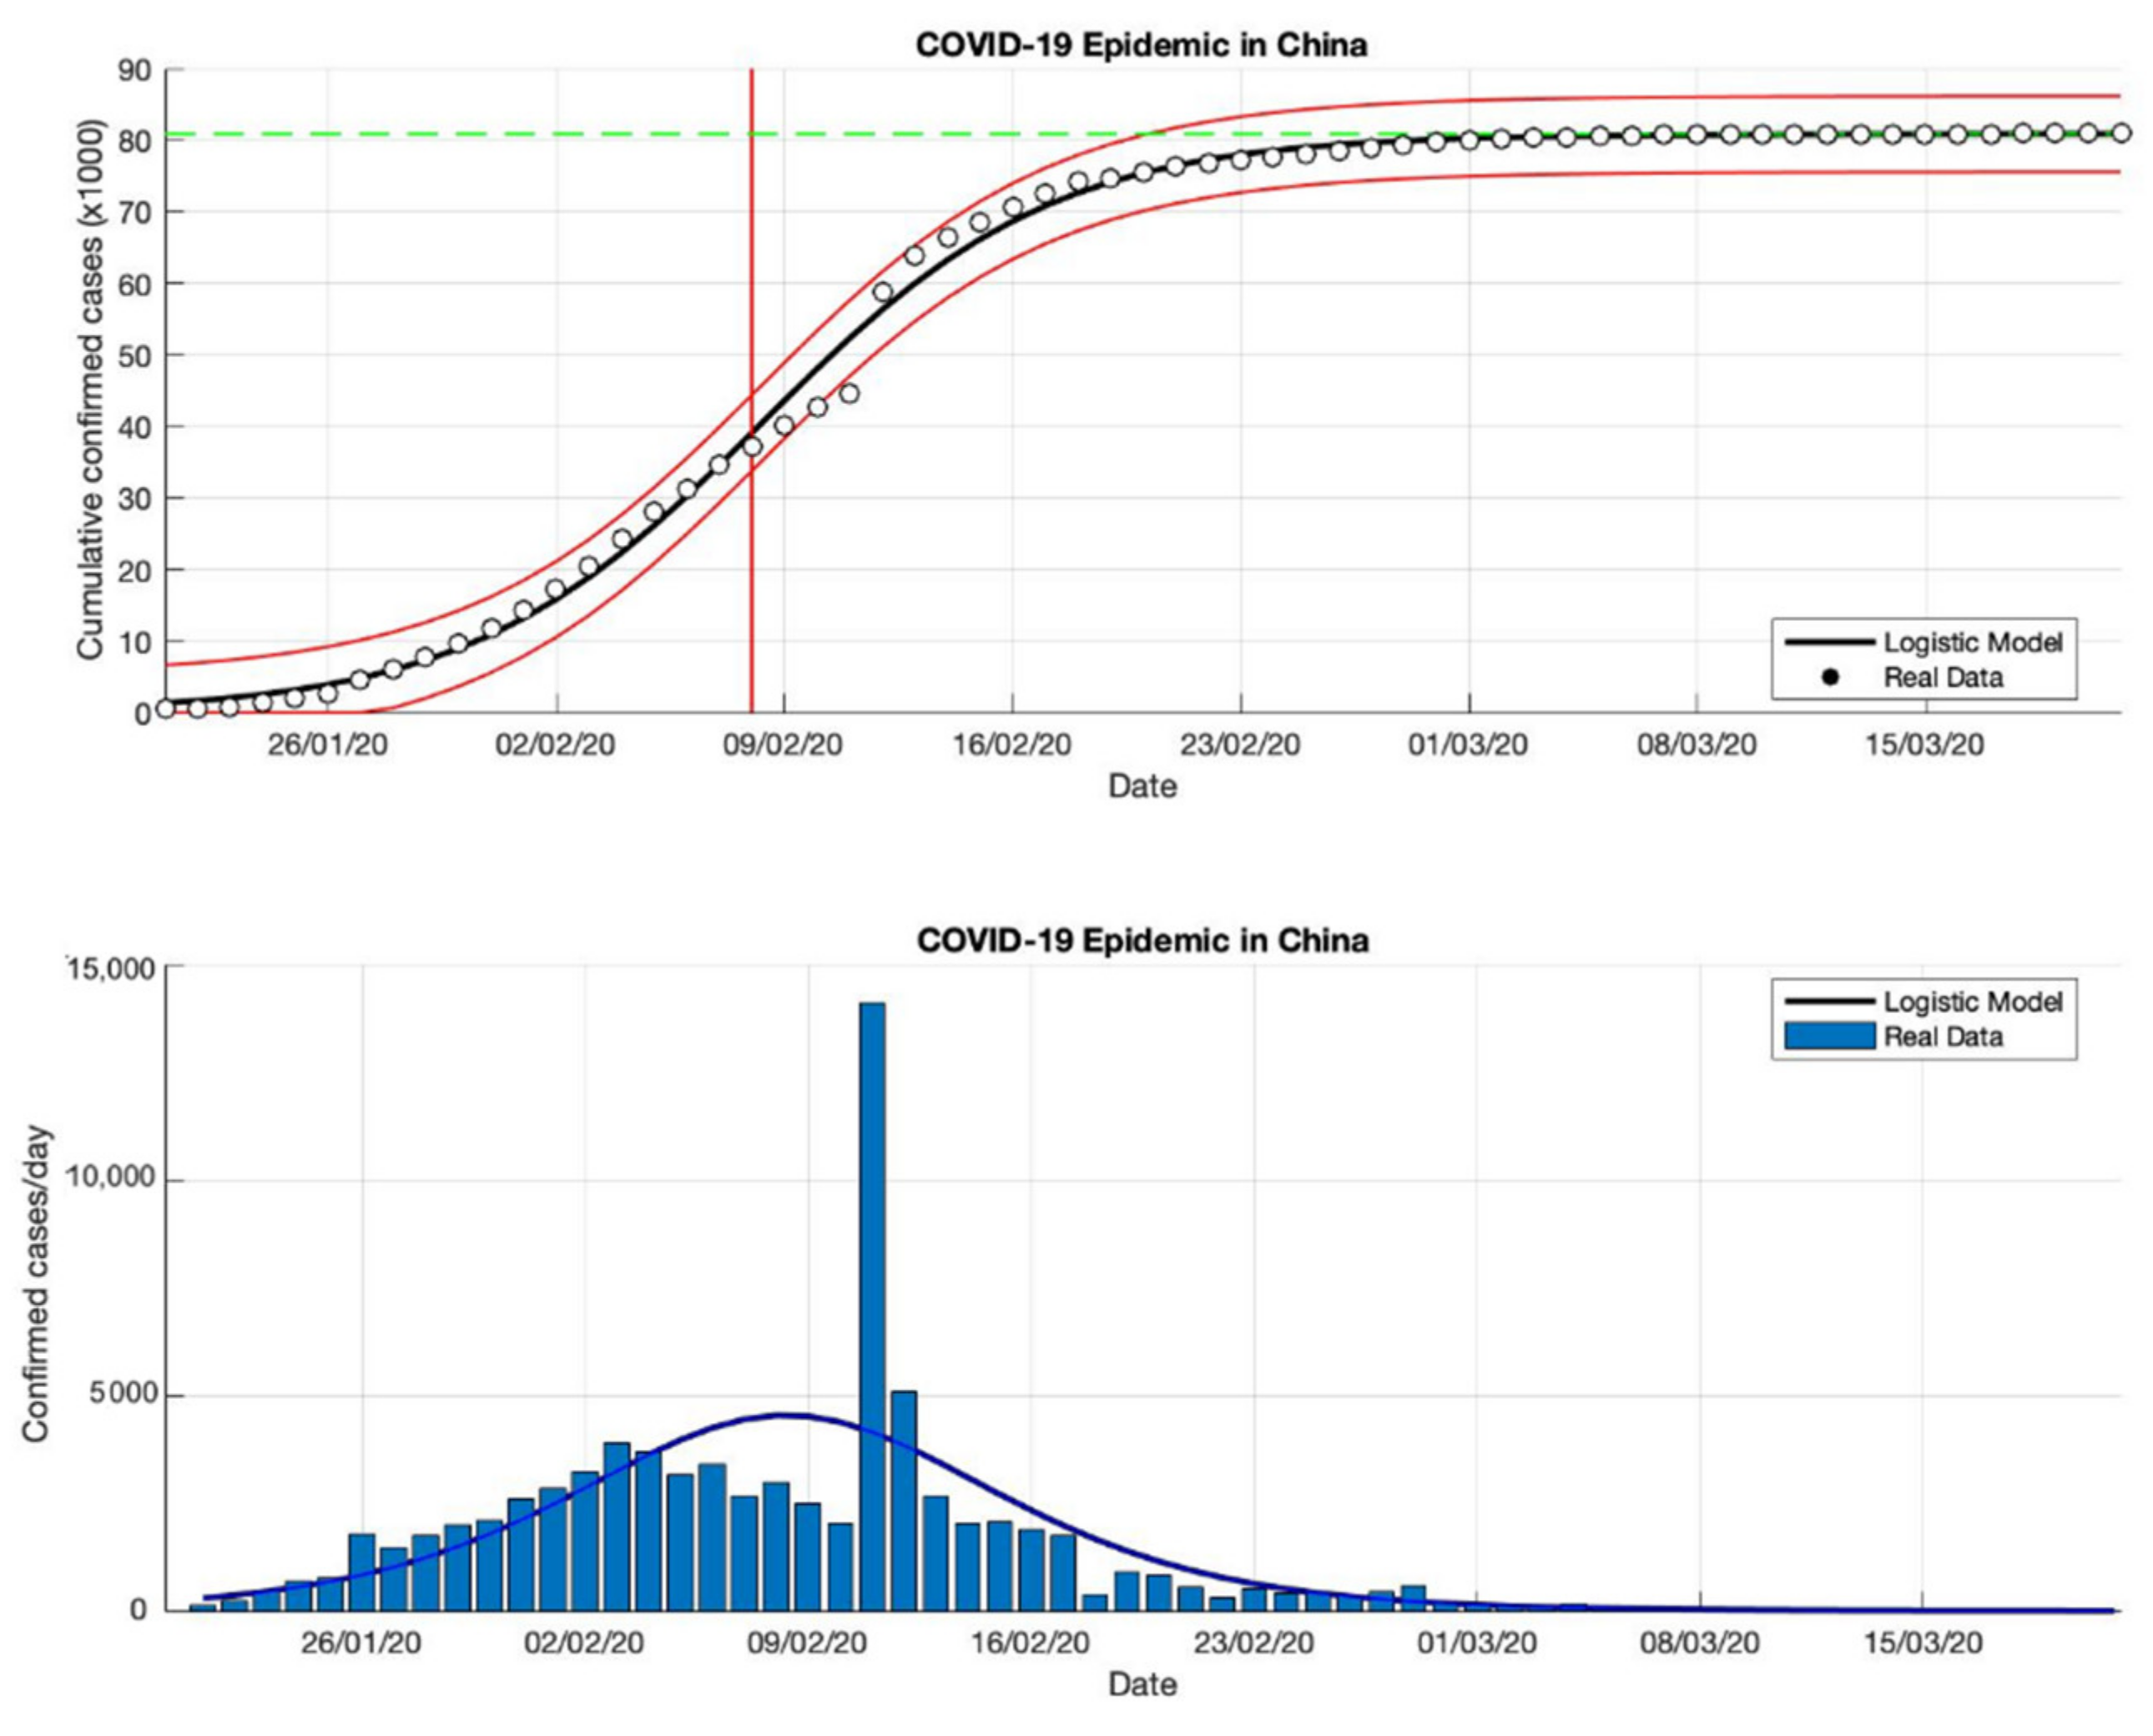 COVID-19 Epidemic in China
90
80
70
60
50
40
30
20
10
0
Cumulative confirmed cases (x1000)
26/01/20 02/02/20 09/02/20 16/02/20 23/02/20 01/03/20 08/03/20 15/03/20
Date
Logistic Model
Real Data
COVID-19 Epidemic in China
15,000
10,000
5000
0
Confirmed cases/day
26/01/20 02/02/20 09/02/20 16/02/20 23/02/20 01/03/20 08/03/20 15/03/20
Date
Logistic Model
Real Data